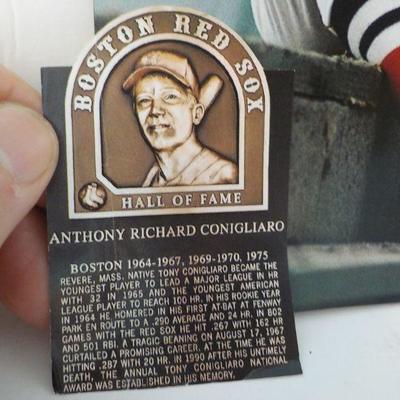 BOSTON RED SOX
HALL OF FAME
ANTHONY RICHARD CONIGLIARO
BOSTON 1964-1967, 1969-1970, 1975
REVERE, MASS. NATIVE TONY CONIGLIARO BECAME THE
YOUNGEST PLAYER TO LEAD A MAJOR LEAGUE IN HR
WITH 32 IN 1965 AND THE YOUNGEST AMERICAN
LEAGUE PLAYER TO REACH 100 HR. IN HIS ROOKIE YEAR
IN 1964 HE HOMERED IN HIS FIRST AT-BAT AT FENWAY
PARK EN ROUTE TO A .290 AVERAGE AND 24 HR. IN 802
GAMES WITH THE RED SOX HE HIT .267 WITH 162 HR
AND 501 RBI. A TRAGIC BEANING ON AUGUST 17, 1967
CURTAILED A PROMISING CAREER. AT THE TIME HE WAS
HITTING .287 WITH 20 HR. IN 1990 AFTER HIS UNTIMELY
DEATH, THE ANNUAL TONY CONIGLIARO NATIONAL
AWARD WAS ESTABLISHED IN HIS MEMORY.